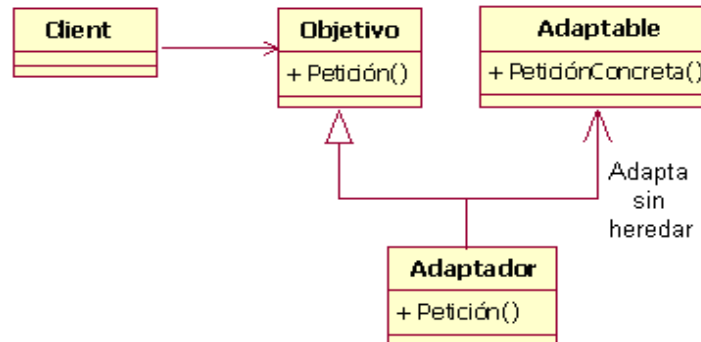 Client
Objetivo
+ Petición()
Adaptable
+ PeticiónConcreta()
Adapta
sin
heredar
Adaptador
+ Petición()